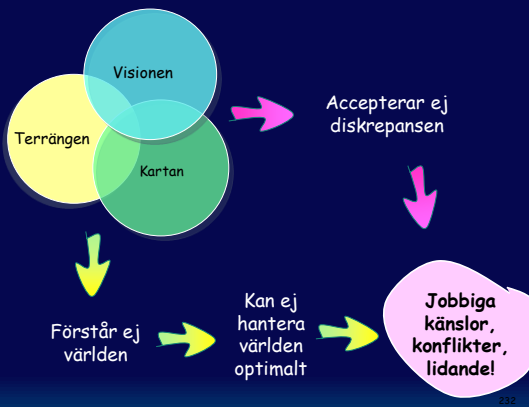 Visionen
Terrängen
Kartan
Accepterar ej
diskrepansen
Förstår ej
världen
Kan ej
hantera
världen
optimalt
Jobbiga
känslor,
konflikter,
lidande!
232